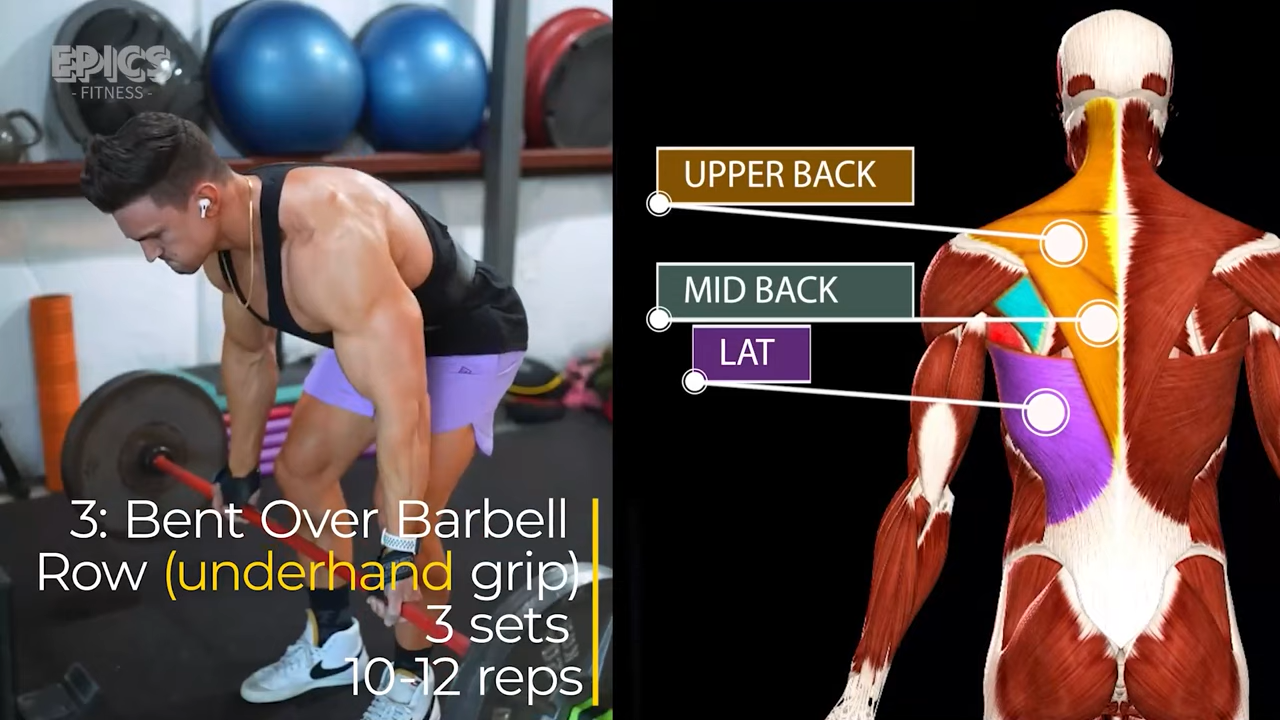 EPICS
- FITNESS -
3: Bent Over Barbell
Row (underhand grip)
3 sets
10-12 reps
UPPER BACK
MID BACK
LAT